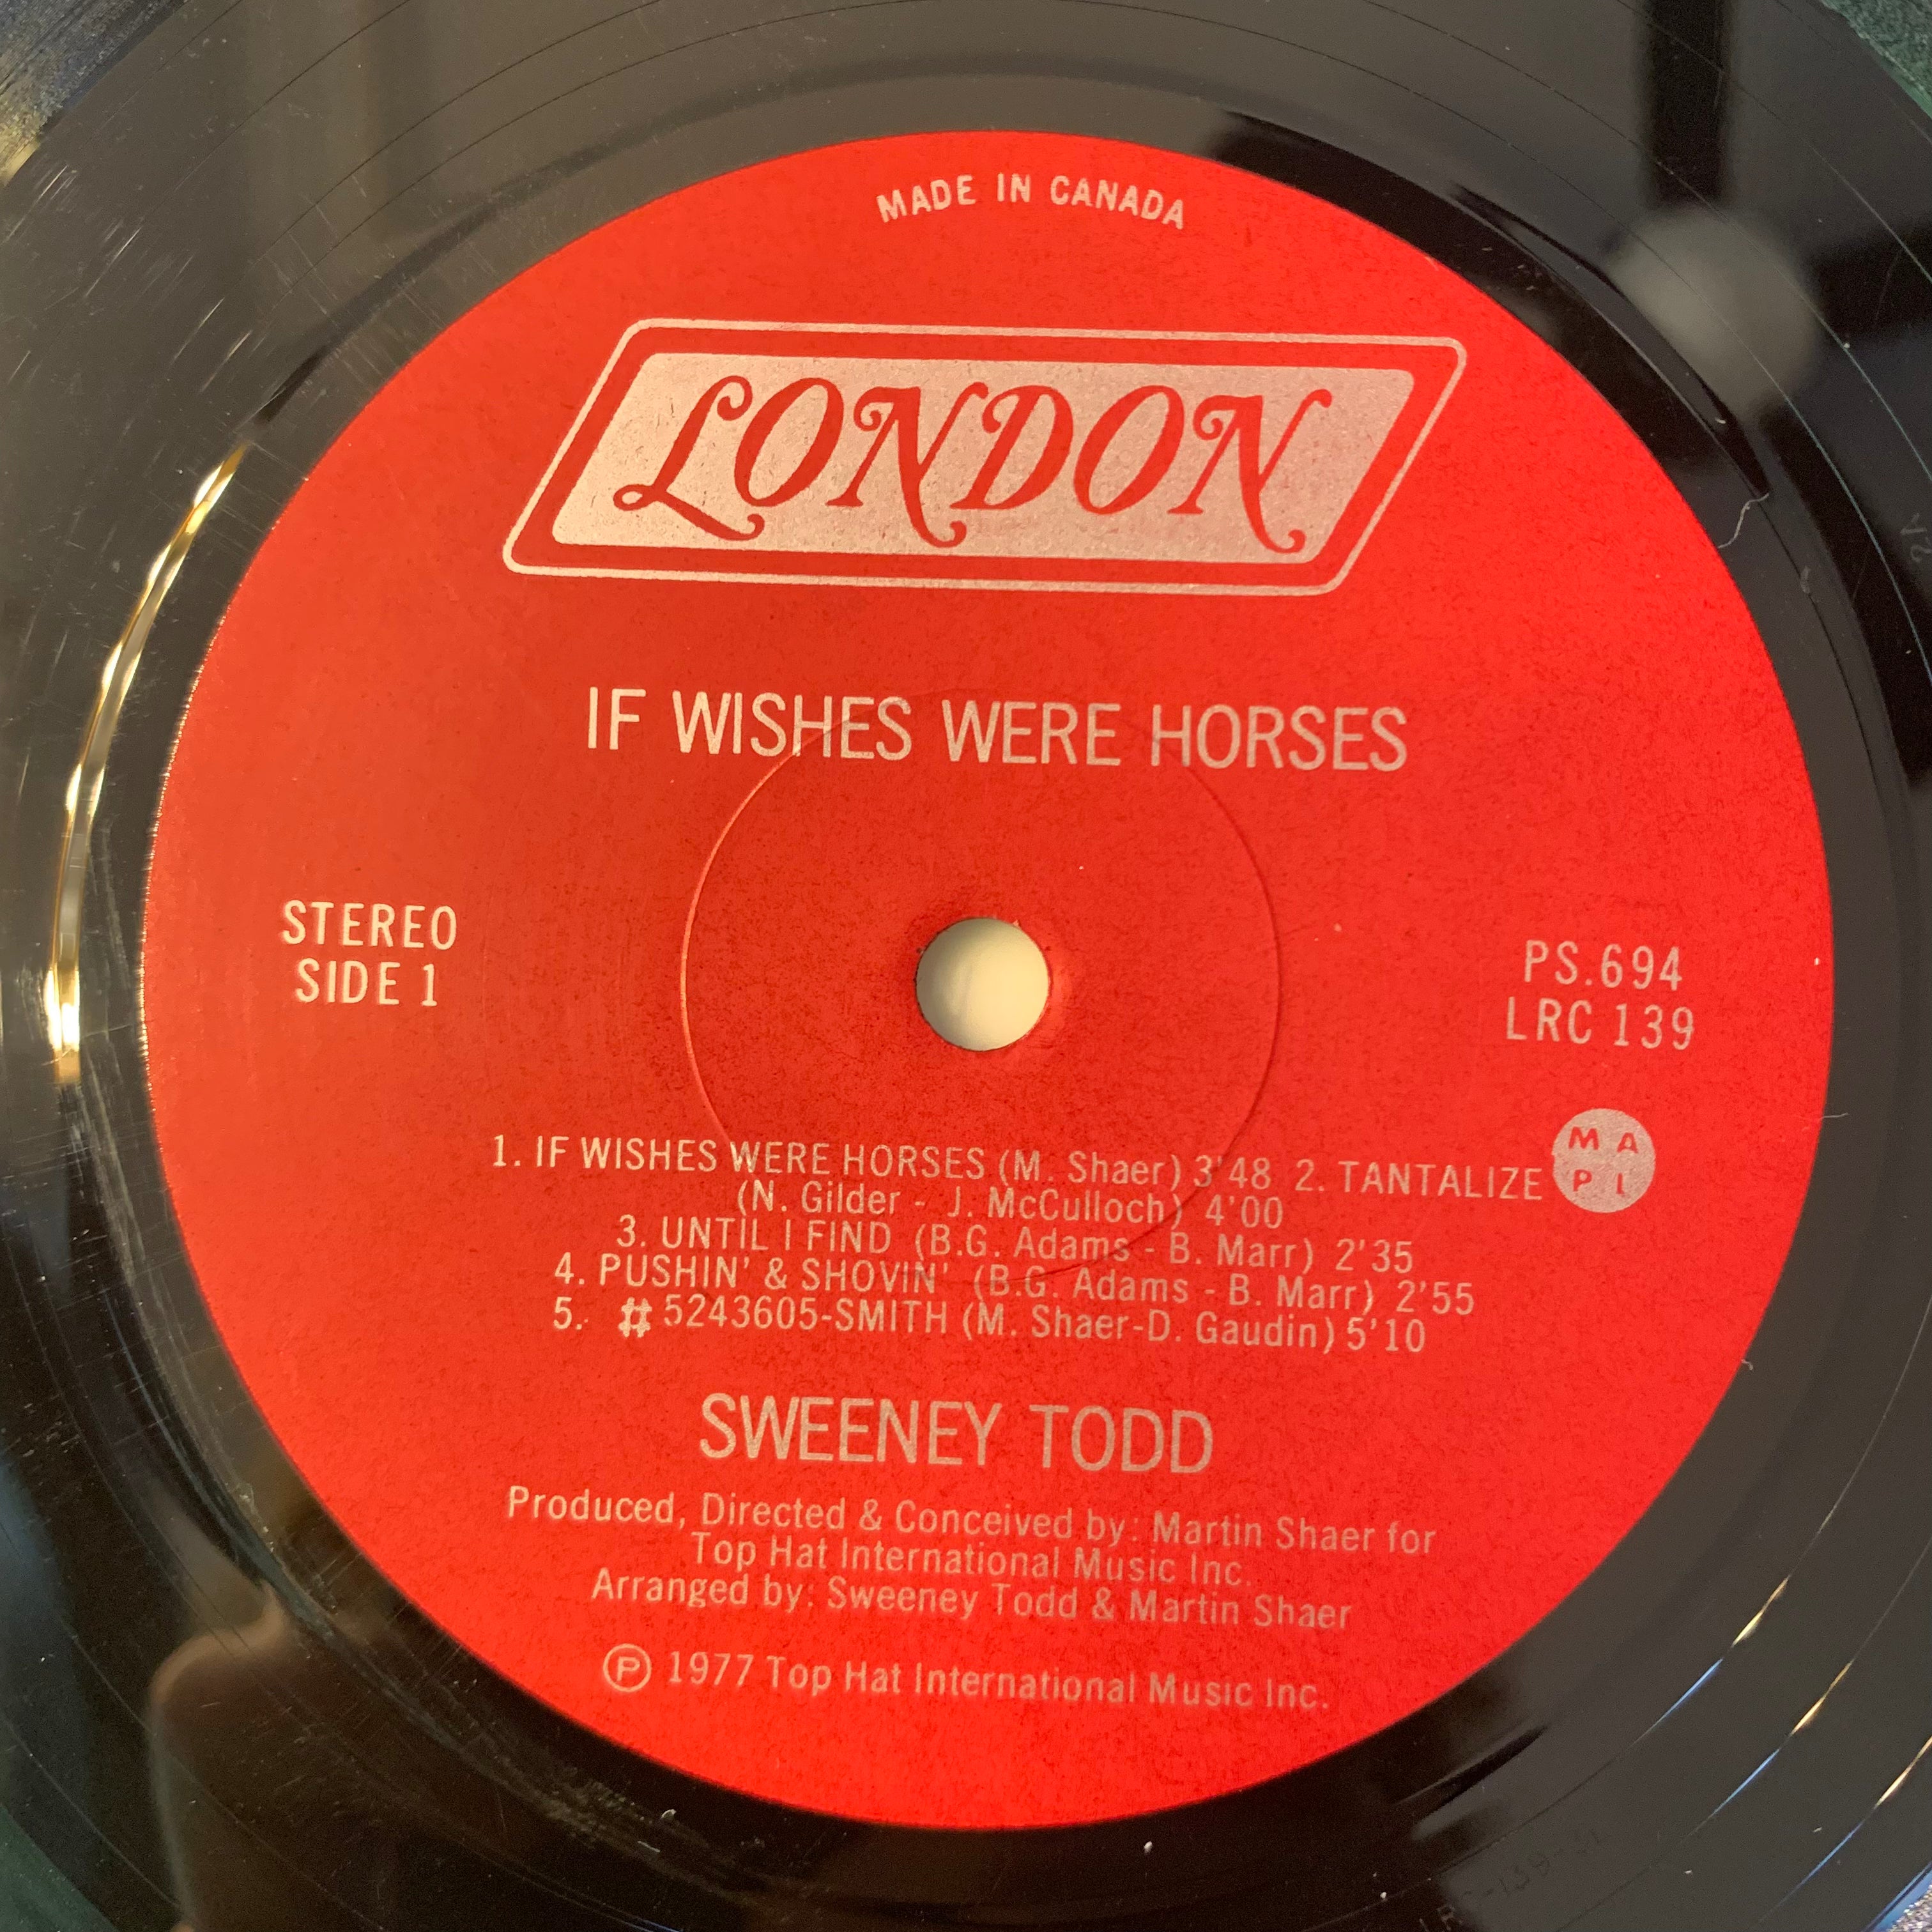 MADE IN CANADA
LONDON
IF WISHES WERE HORSES
STEREO
SIDE 1
PS.694
LRC 139
M A
P L
1. IF WISHES WERE HORSES (M. Shaer) 3'48 2. TANTALIZE
(N. Gilder - J. McCulloch) 4'00
3. UNTIL I FIND (B.G. Adams - B. Marr) 2'35
4. PUSHIN' & SHOVIN' (B.G. Adams - B. Marr) 2'55
5. # 5243605-SMITH (M. Shaer-D. Gaudin) 5'10
SWEENEY TODD
Produced, Directed & Conceived by: Martin Shaer for
Top Hat International Music Inc.
Arranged by: Sweeney Todd & Martin Shaer
Ⓟ 1977 Top Hat International Music Inc.